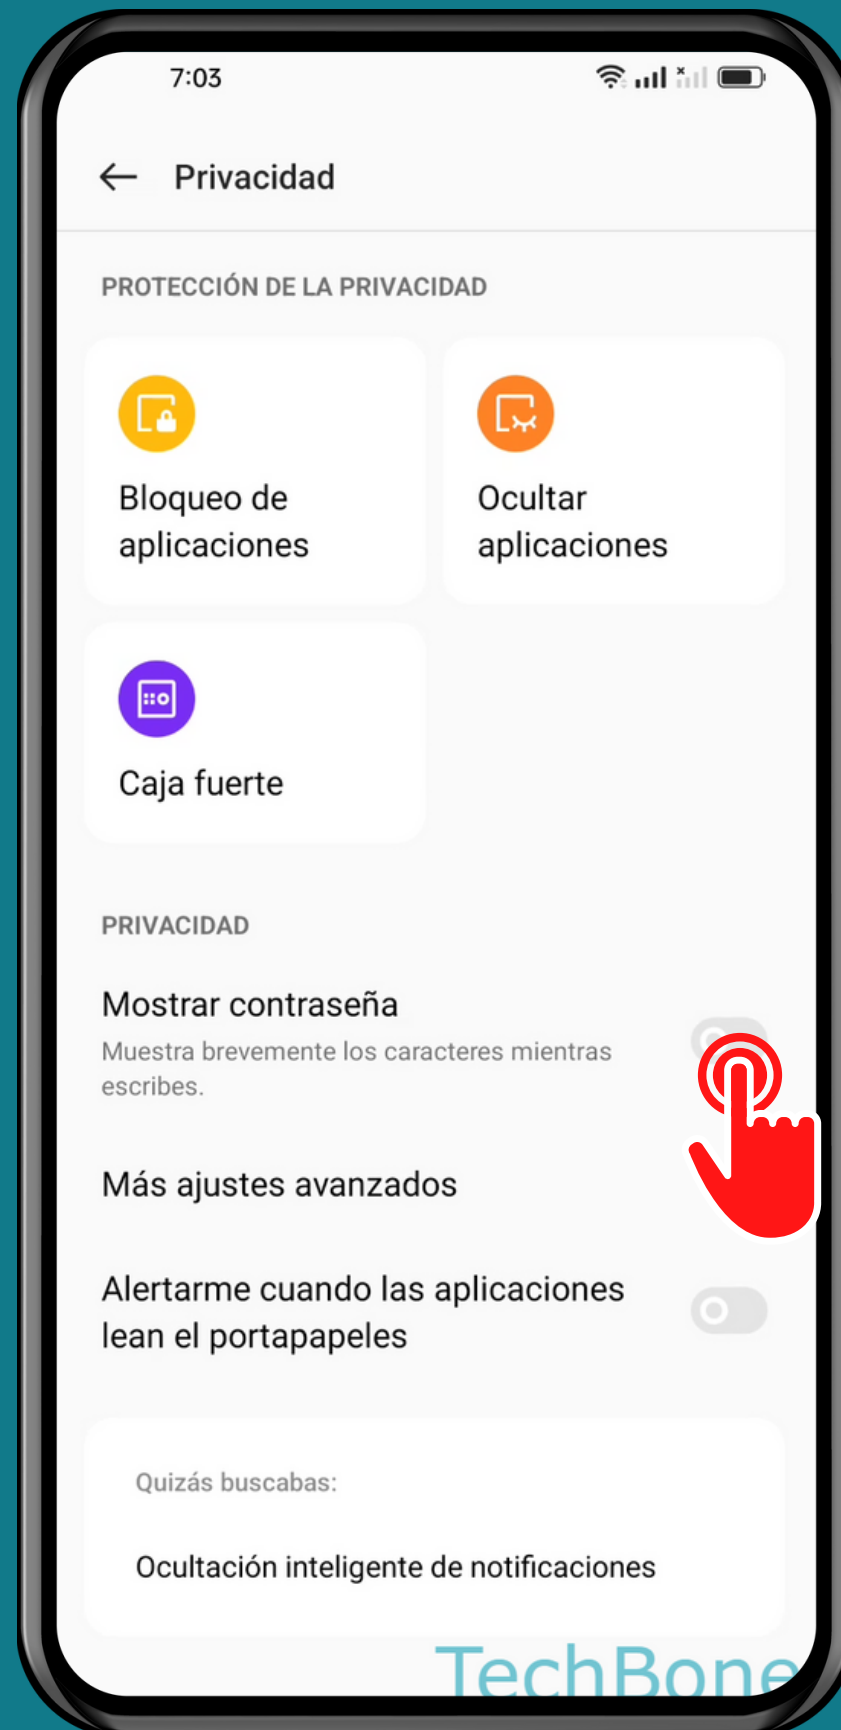 7:03
Privacidad
PROTECCIÓN DE LA PRIVACIDAD
Bloqueo de
aplicaciones
Ocultar
aplicaciones
Caja fuerte
PRIVACIDAD
Mostrar contraseña
Muestra brevemente los caracteres mientras
escribes.
Más ajustes avanzados
Alertarme cuando las aplicaciones
lean el portapapeles
Quizás buscabas:
Ocultación inteligente de notificaciones
TechBone